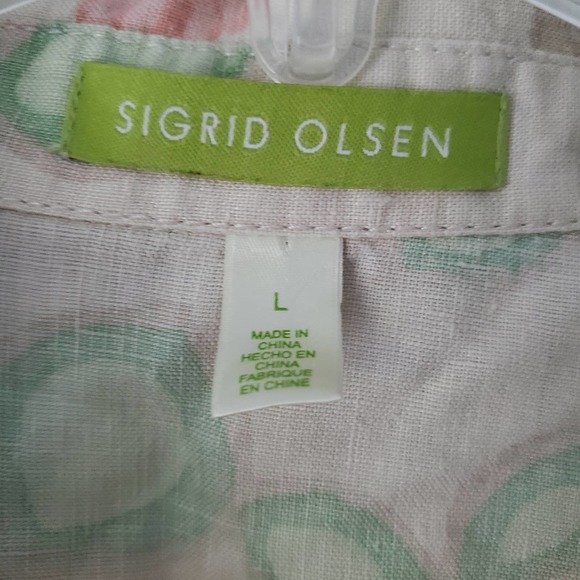 SIGRID OLSEN
L
MADE IN
CHINA
HECHO EN
CHINA
FABRIQUE
EN CHINE